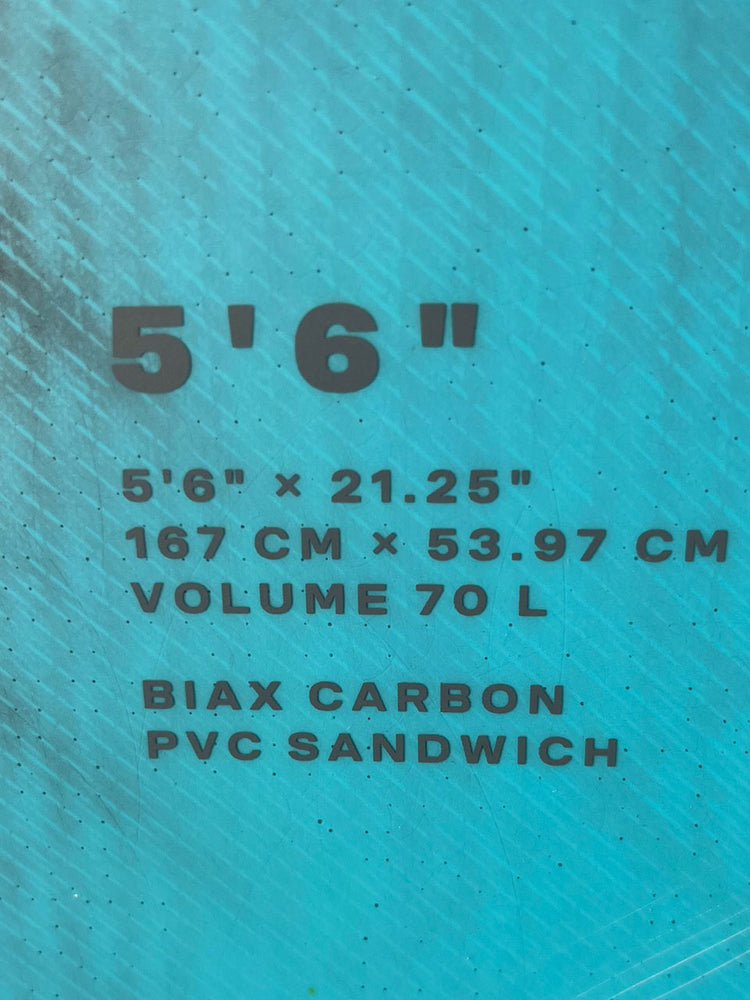 5'6"
5'6" × 21.25"
167 CM × 53.97 CM
VOLUME 70 L
BIAX CARBON
PVC SANDWICH